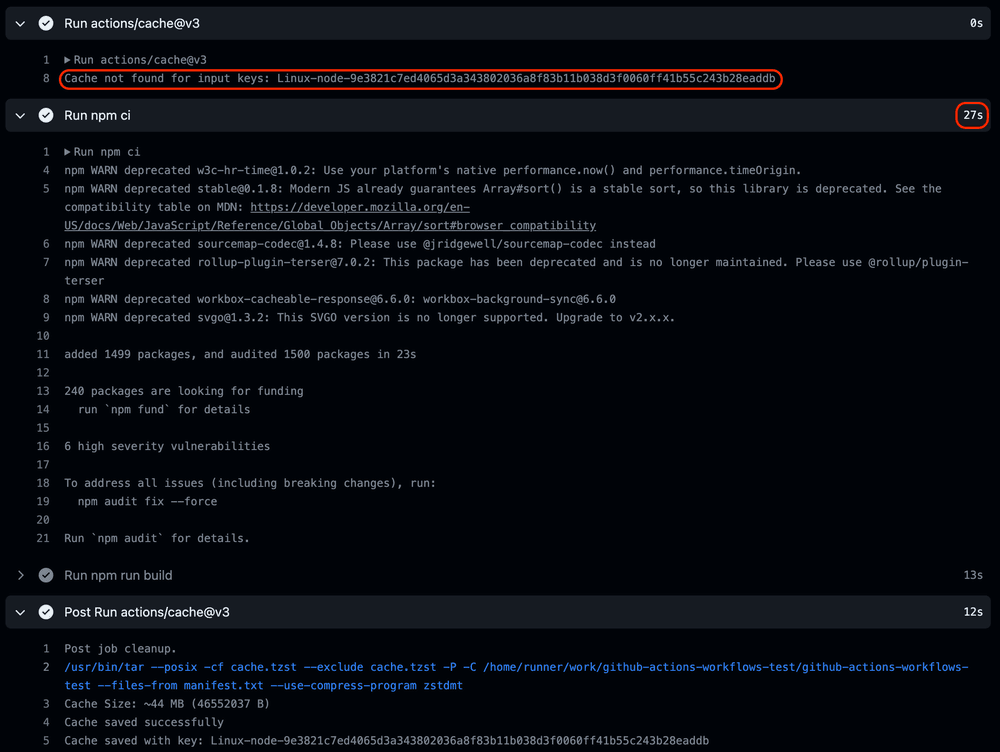 Run actions/cache@v3 0s
1 Run actions/cache@v3
8 Cache not found for input keys: Linux-node-9e3821c7ed4065d3a343802036a8f83b11b038d3f0060ff41b55c243b28eaddb
Run npm ci 27s
1 Run npm ci
4 npm WARN deprecated w3c-hr-time@1.0.2: Use your platform's native performance.now() and performance.timeOrigin.
5 npm WARN deprecated stable@0.1.8: Modern JS already guarantees Array#sort() is a stable sort, so this library is deprecated. See the
compatibility table on MDN: https://developer.mozilla.org/en-
US/docs/Web/JavaScript/Reference/Global_Objects/Array/sort#browser_compatibility
6 npm WARN deprecated sourcemap-codec@1.4.8: Please use @jridgewell/sourcemap-codec instead
7 npm WARN deprecated rollup-plugin-terser@7.0.2: This package has been deprecated and is no longer maintained. Please use @rollup/plugin-
terser
8 npm WARN deprecated workbox-cacheable-response@6.6.0: workbox-background-sync@6.6.0
9 npm WARN deprecated svgo@1.3.2: This SVGO version is no longer supported. Upgrade to v2.x.x.
10
11 added 1499 packages, and audited 1500 packages in 23s
12
13 240 packages are looking for funding
14 run `npm fund` for details
15
16 6 high severity vulnerabilities
17
18 To address all issues (including breaking changes), run:
19 npm audit fix --force
20
21 Run `npm audit` for details.
Run npm run build 13s
Post Run actions/cache@v3 12s
1 Post job cleanup.
2 /usr/bin/tar --posix -cf cache.tzst --exclude cache.tzst -P -C /home/runner/work/github-actions-workflows-test/github-actions-workflows-
test --files-from manifest.txt --use-compress-program zstdmt
3 Cache Size: ~44 MB (46552037 B)
4 Cache saved successfully
5 Cache saved with key: Linux-node-9e3821c7ed4065d3a343802036a8f83b11b038d3f0060ff41b55c243b28eaddb